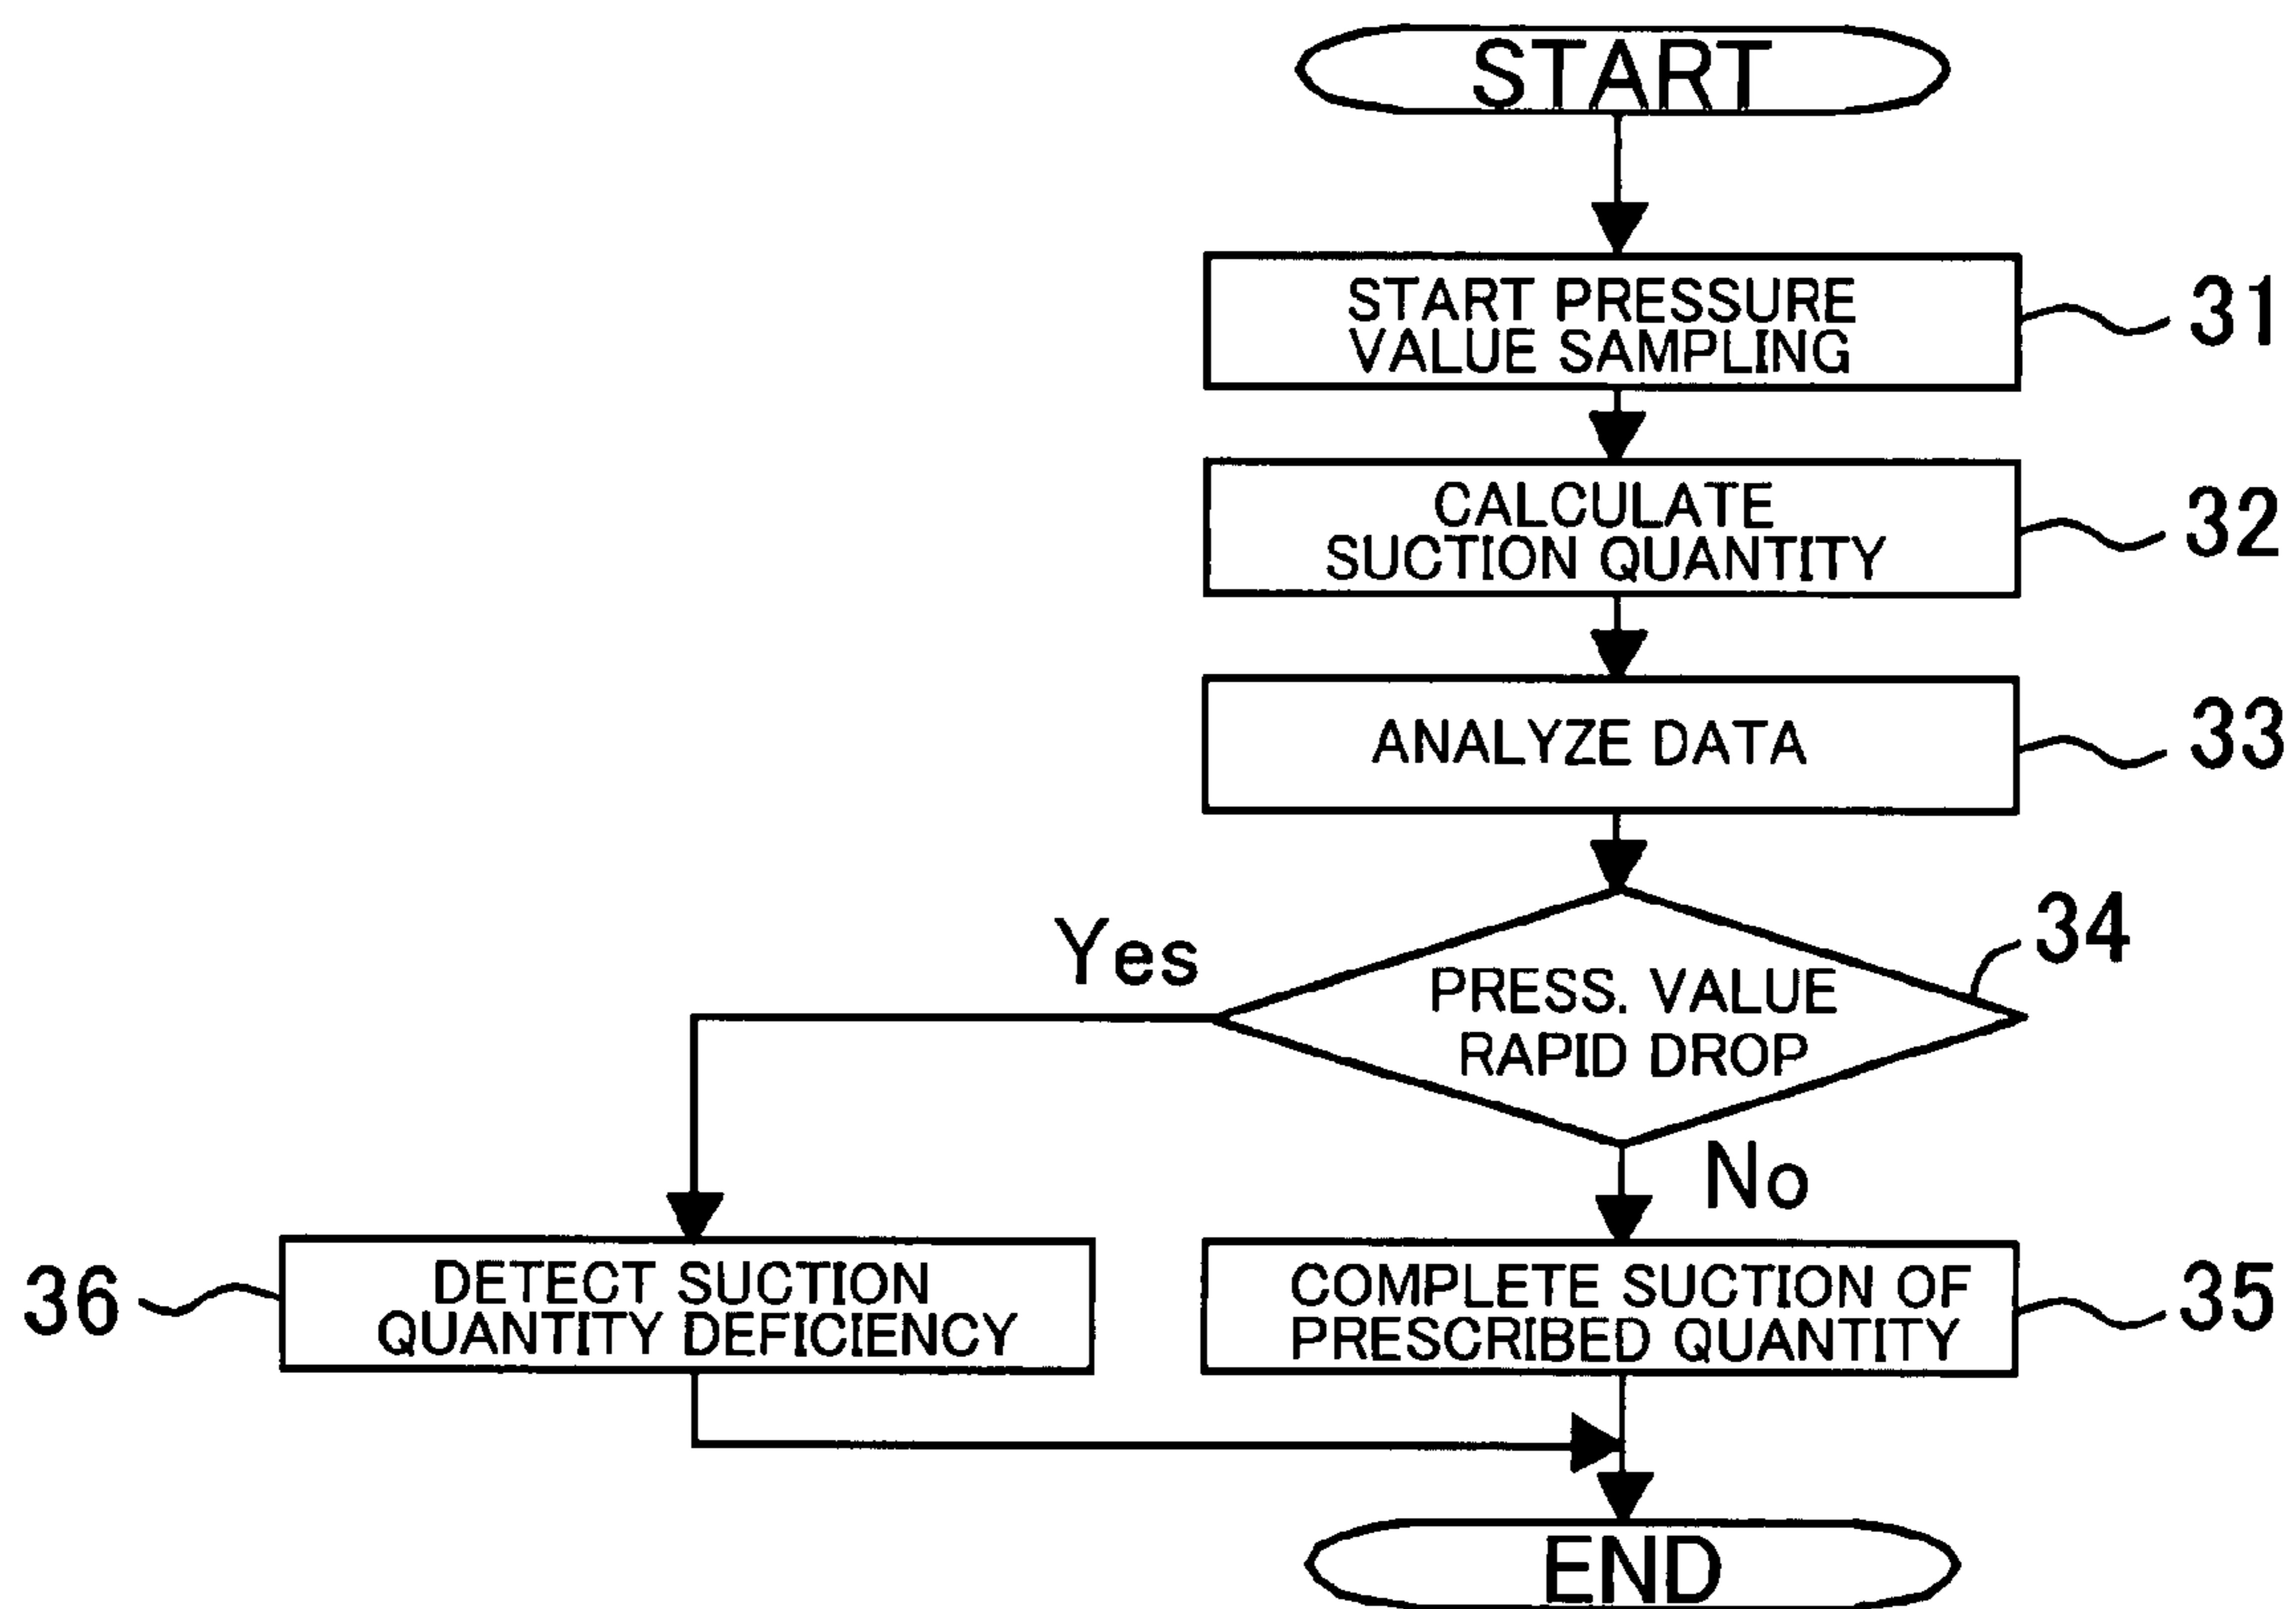 START
START PRESSURE
VALUE SAMPLING
31
CALCULATE
SUCTION QUANTITY
32
ANALYZE DATA
33
34
Yes
PRESS. VALUE
RAPID DROP
No
36
DETECT SUCTION
QUANTITY DEFICIENCY
COMPLETE SUCTION OF
PRESCRIBED QUANTITY
35
END